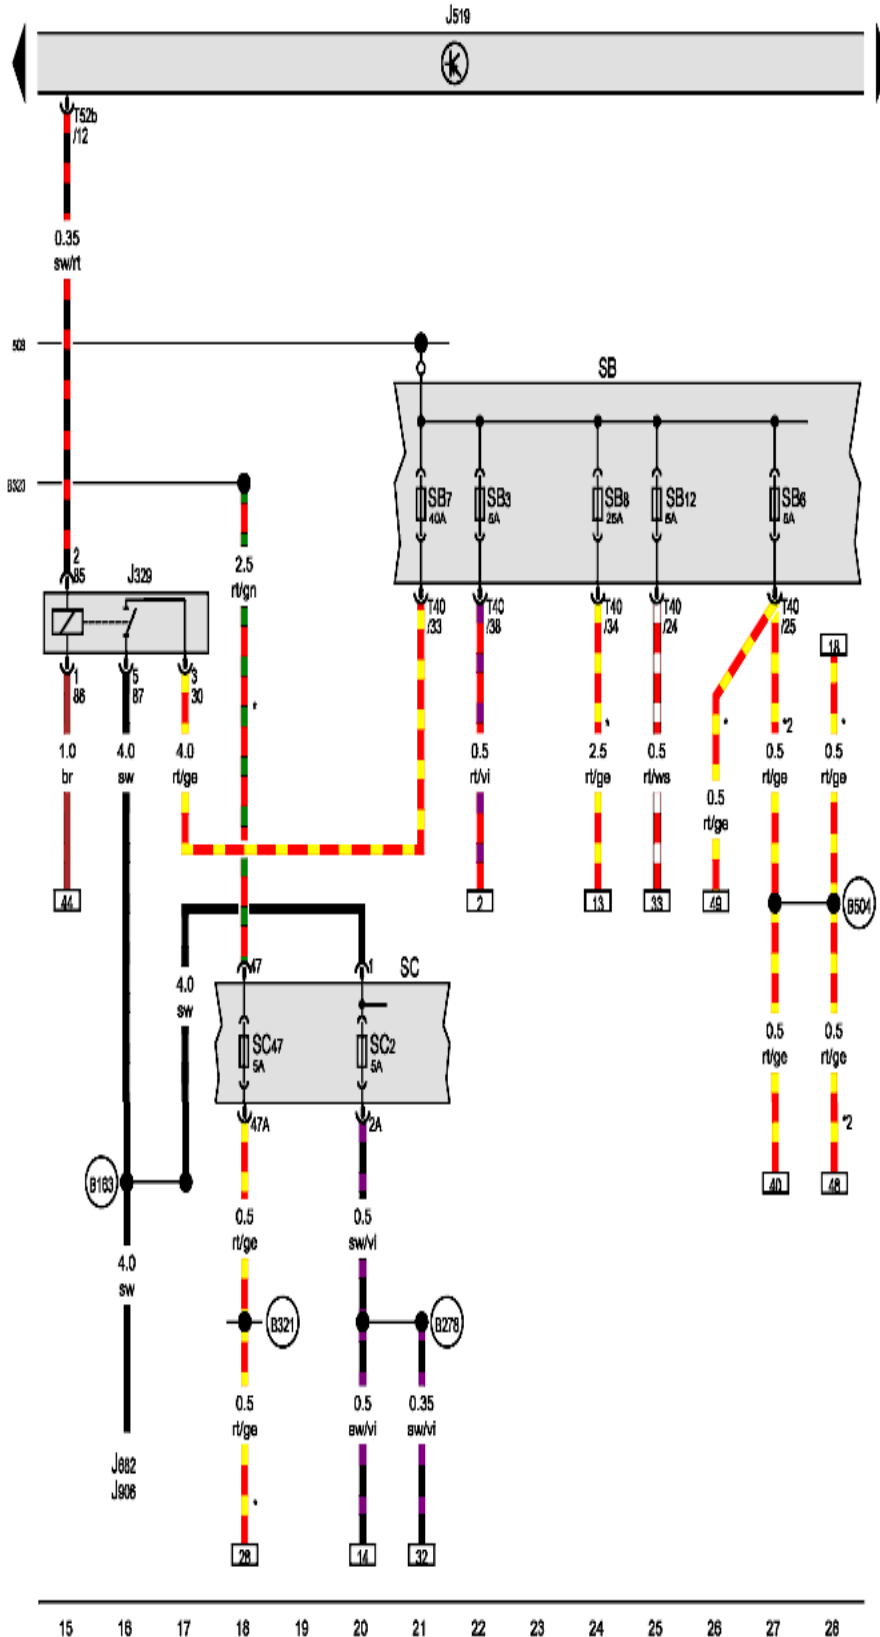 J519
T52b
/12
0.35
sw/rt
508
SB
B320
SB7
40A
SB3
5A
SB8
25A
SB12
5A
SB6
5A
2
85
J329
2.5
rt/gn
T40
/33
T40
/38
T40
/34
T40
/24
T40
/25
18
1
86
5
87
3
30
*
*
*
*2
*
1.0
br
4.0
sw
4.0
rt/ge
0.5
rt/vi
2.5
rt/ge
0.5
rt/ws
0.5
rt/ge
0.5
rt/ge
0.5
rt/ge
44
2
13
33
49
B504
47
1
SC
4.0
sw
SC47
5A
SC2
5A
0.5
rt/ge
0.5
rt/ge
47A
2A
*2
B163
40
48
0.5
rt/ge
0.5
sw/vi
4.0
sw
B321
B278
0.5
rt/ge
0.5
sw/vi
0.35
sw/vi
J682
J906
*
28
14
32
15 16 17 18 19 20 21 22 23 24 25 26 27 28